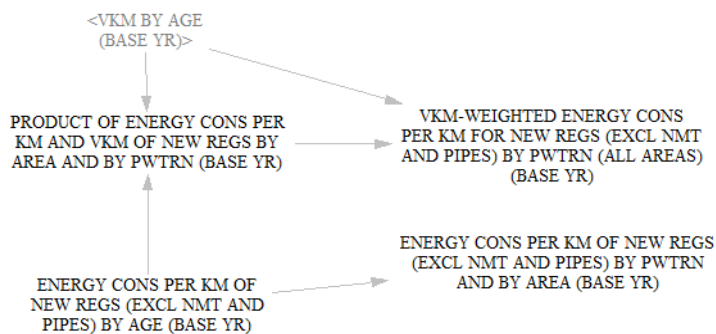 <VKM BY AGE
(BASE YR)>
PRODUCT OF ENERGY CONS PER
KM AND VKM OF NEW REGS BY
AREA AND BY PWTRN (BASE YR)
VKM-WEIGHTED ENERGY CONS
PER KM FOR NEW REGS (EXCL NMT
AND PIPES) BY PWTRN (ALL AREAS)
(BASE YR)
ENERGY CONS PER KM OF NEW REGS
(EXCL NMT AND PIPES) BY PWTRN
AND BY AREA (BASE YR)
ENERGY CONS PER KM OF
NEW REGS (EXCL NMT AND
PIPES) BY AGE (BASE YR)